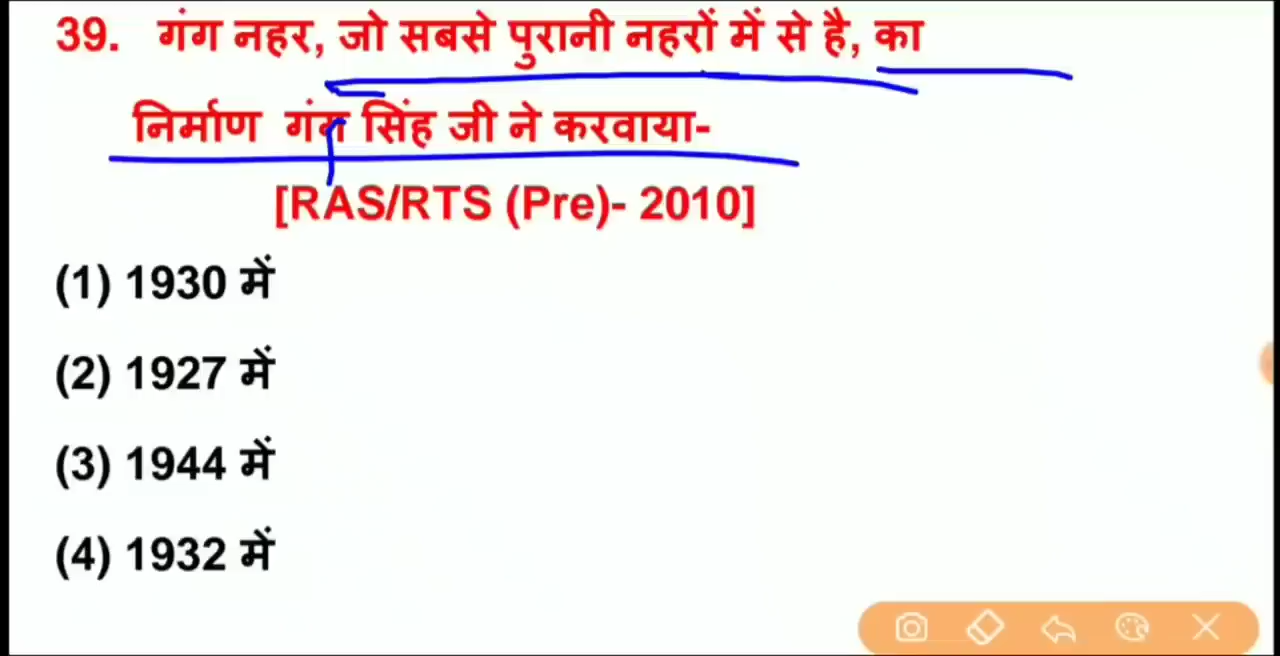 39. गंग नहर, जो सबसे पुरानी नहरों में से है, का
निर्माण गंग सिंह जी ने करवाया-
[RAS/RTS (Pre)- 2010]
(1) 1930 में
(2) 1927 में
(3) 1944 में
(4) 1932 में